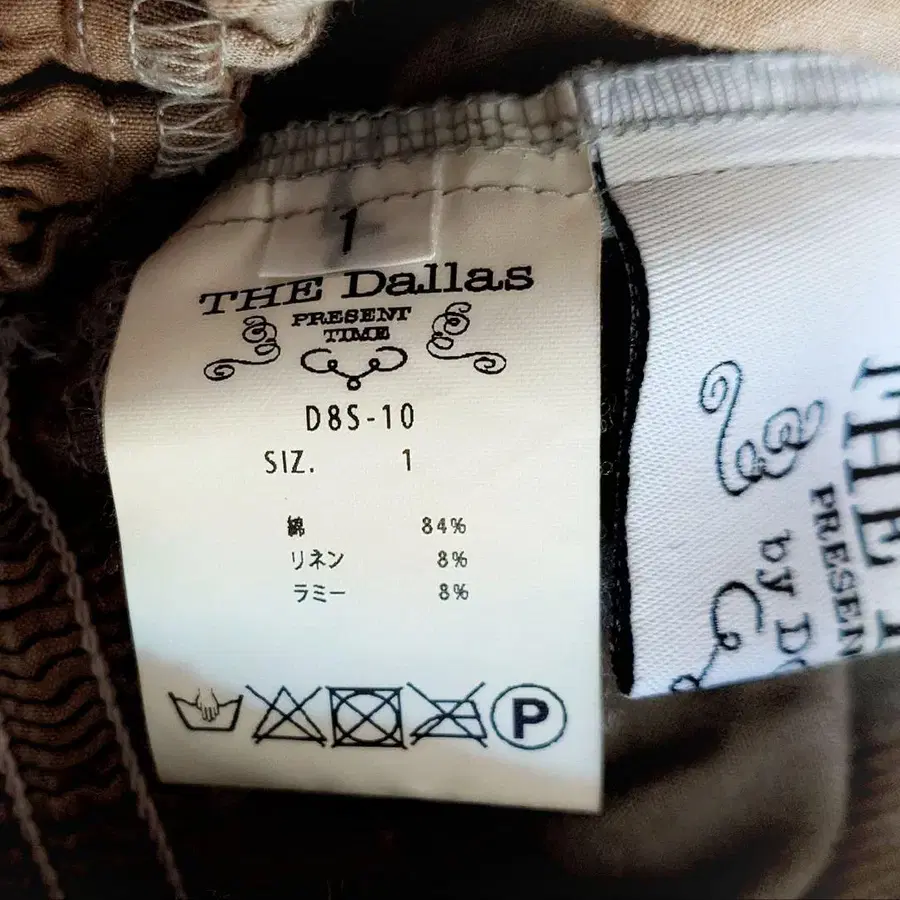 1
THE Dallas
PRESENT
TIME
D8S-10
SIZ. 1
綿 84%
リネン 8%
ラミー 8%
P
THE
PRESEN
by D